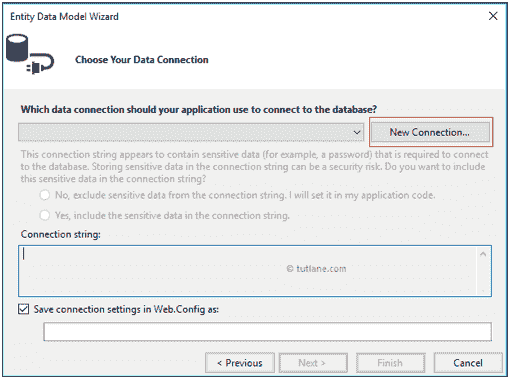 Entity Data Model Wizard
Choose Your Data Connection
Which data connection should your application use to connect to the database?
New Connection...
This connection string appears to contain sensitive data (for example, a password) that is required to connect
to the database. Storing sensitive data in the connection string can be a security risk. Do you want to include
this sensitive data in the connection string?
No, exclude sensitive data from the connection string. I will set it in my application code.
Yes, include the sensitive data in the connection string.
Connection string:
© tutlane.com
Save connection settings in Web.Config as:
< Previous
Next >
Finish
Cancel